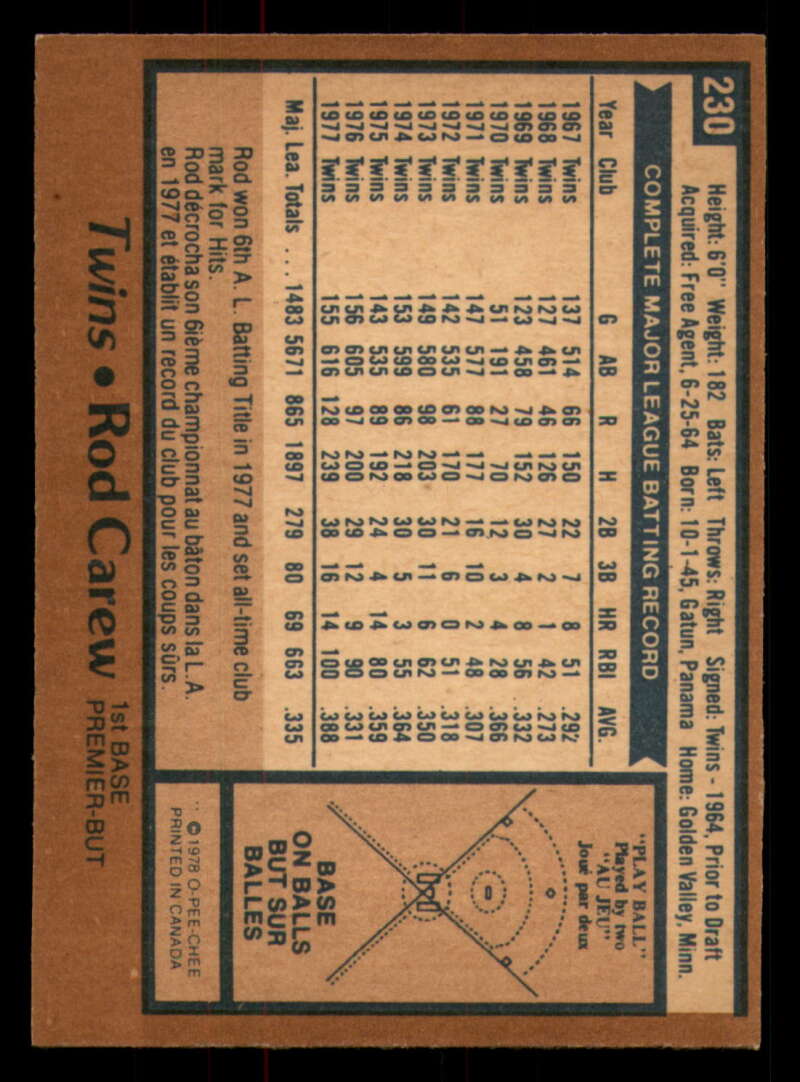 230
Height: 6'0" Weight: 182 Bats: Left Throws: Right Signed: Twins - 1964, Prior to Draft
Acquired: Free Agent, 6-25-64 Born: 10-1-45, Gatun, Panama Home: Golden Valley, Minn.
COMPLETE MAJOR LEAGUE BATTING RECORD
Year Club G AB R H 2B 3B HR RBI AVG.
1967 Twins 137 514 66 150 22 7 8 51 .292
1968 Twins 127 461 46 126 27 2 1 42 .273
1969 Twins 123 458 79 152 30 4 8 56 .332
1970 Twins 51 191 27 70 12 3 4 28 .366
1971 Twins 147 577 88 177 16 10 2 48 .307
1972 Twins 142 535 61 170 21 6 0 51 .318
1973 Twins 149 580 98 203 30 11 6 62 .350
1974 Twins 153 599 86 218 30 5 3 55 .364
1975 Twins 143 535 89 192 24 4 14 80 .359
1976 Twins 156 605 97 200 29 12 9 90 .331
1977 Twins 155 616 128 239 38 16 14 100 .388
Maj. Lea. Totals ... 1483 5671 865 1897 279 80 69 663 .335
Rod won 6th A. L. Batting Title in 1977 and set all-time club
mark for Hits.
Rod décrocha son 6ième championnat au bâton dans la L.A.
en 1977 et établit un record du club pour les coups sûrs.
"PLAY BALL"
Played by two
"AU JEU"
Joué par deux
BASE
ON BALLS
BUT SUR
BALLES
©1978 O-PEE-CHEE
PRINTED IN CANADA
Twins • Rod Carew 1st BASE
PREMIER-BUT